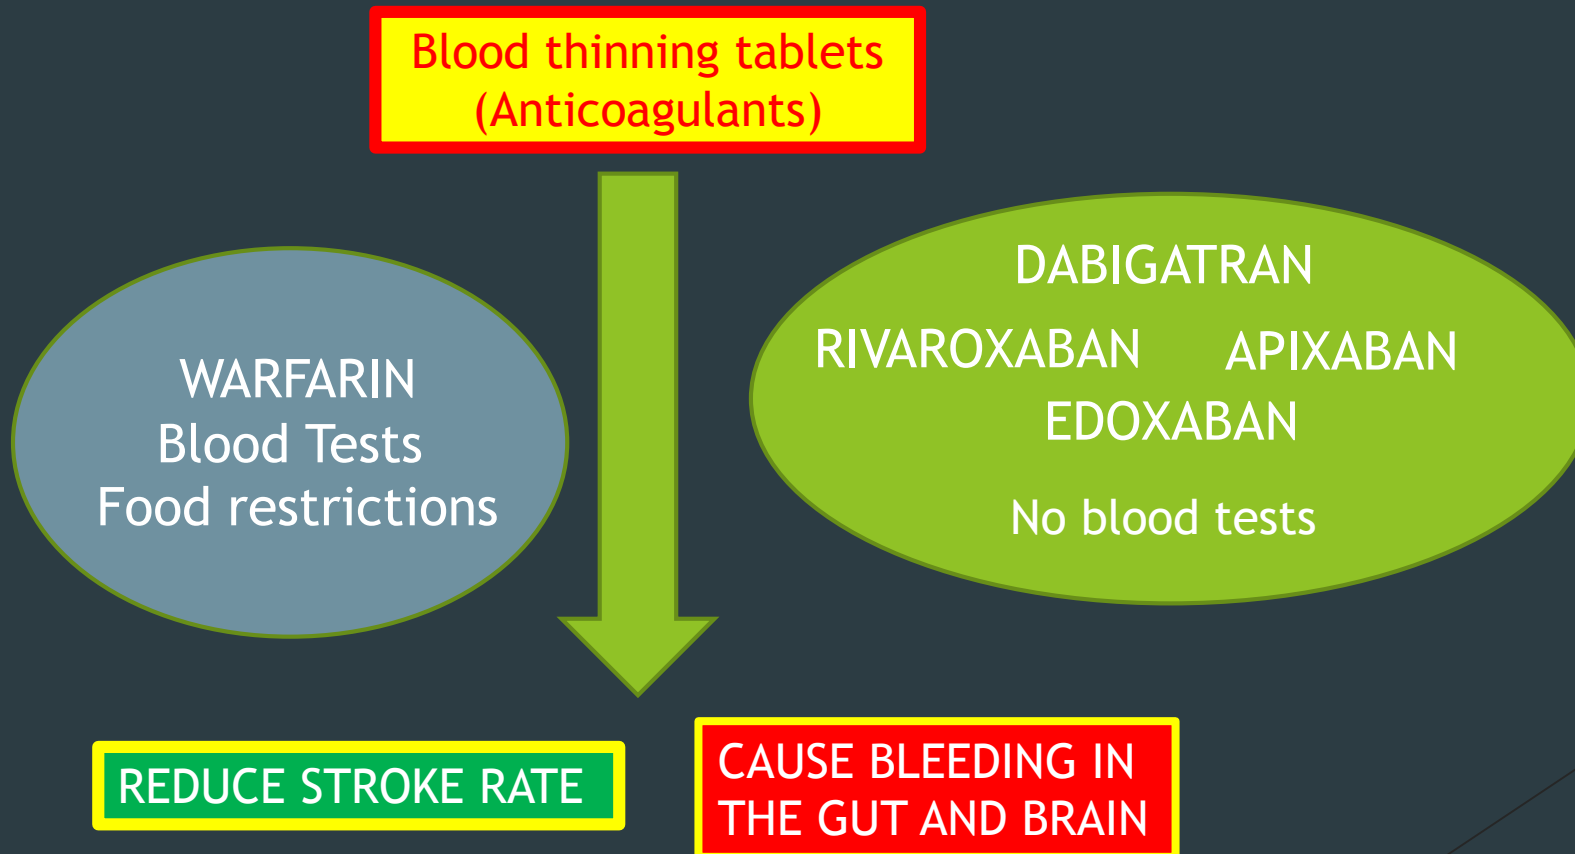 Blood thinning tablets
(Anticoagulants)
WARFARIN
Blood Tests
Food restrictions
DABIGATRAN
RIVAROXABAN APIXABAN
EDOXABAN
No blood tests
REDUCE STROKE RATE
CAUSE BLEEDING IN
THE GUT AND BRAIN